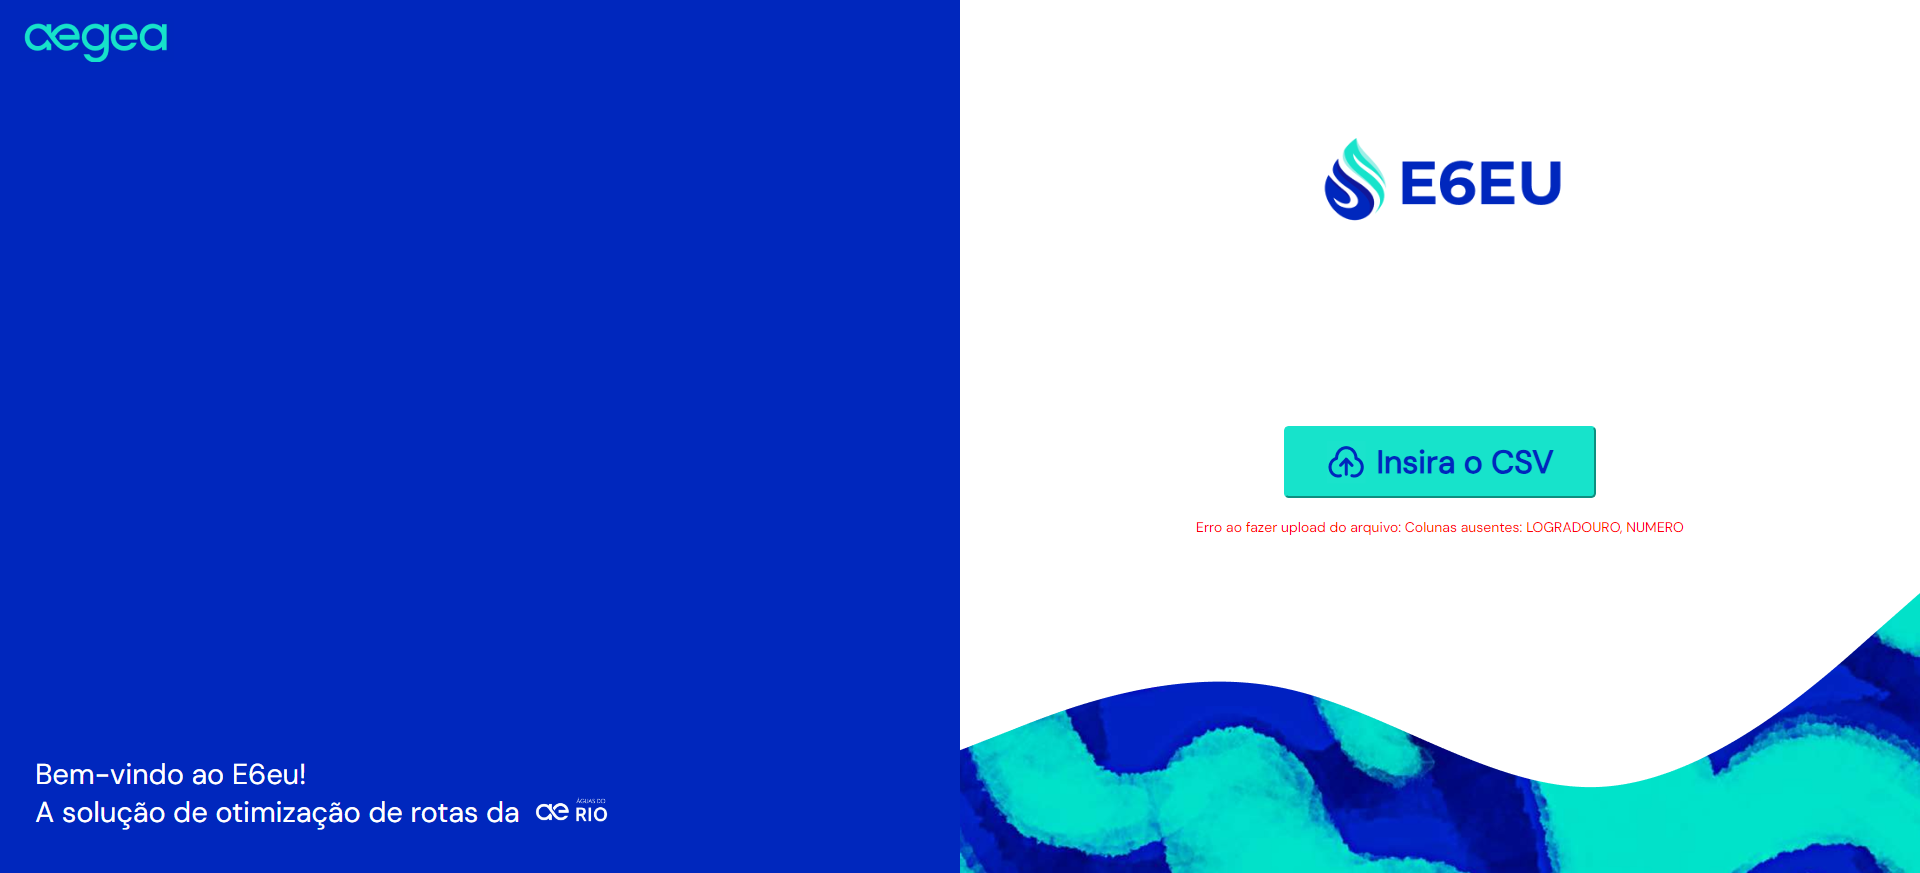 aegea
E6EU
Insira o CSV
Erro ao fazer upload do arquivo: Colunas ausentes: LOGRADOURO, NUMERO
Bem-vindo ao E6eu!
A solução de otimização de rotas da ae ÁGUAS DO RIO